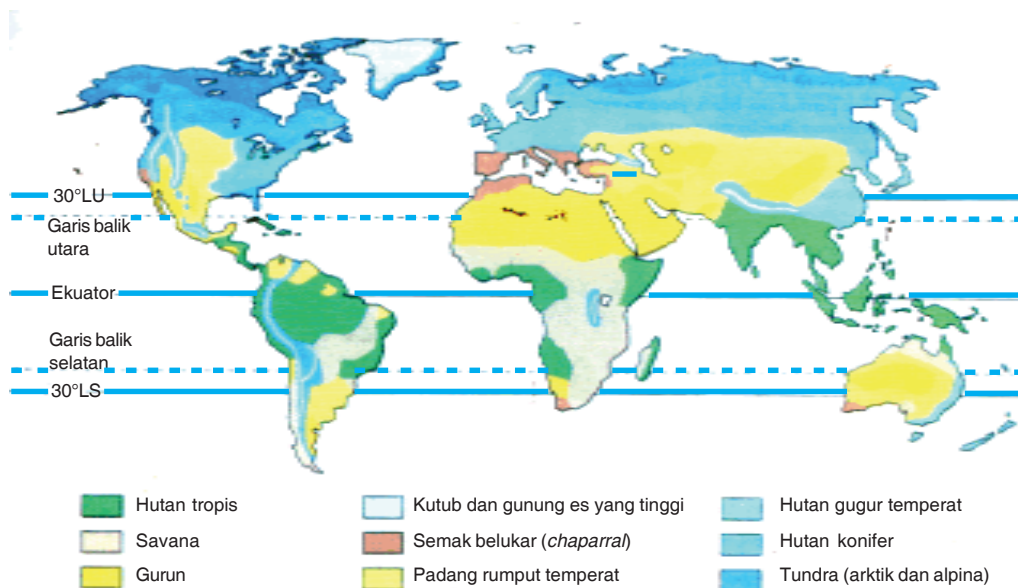 30°LU
Garis balik
utara
Ekuator
Garis balik
selatan
30°LS
Hutan tropis
Savana
Gurun
Kutub dan gunung es yang tinggi
Semak belukar (chaparral)
Padang rumput temperat
Hutan gugur temperat
Hutan konifer
Tundra (arktik dan alpina)